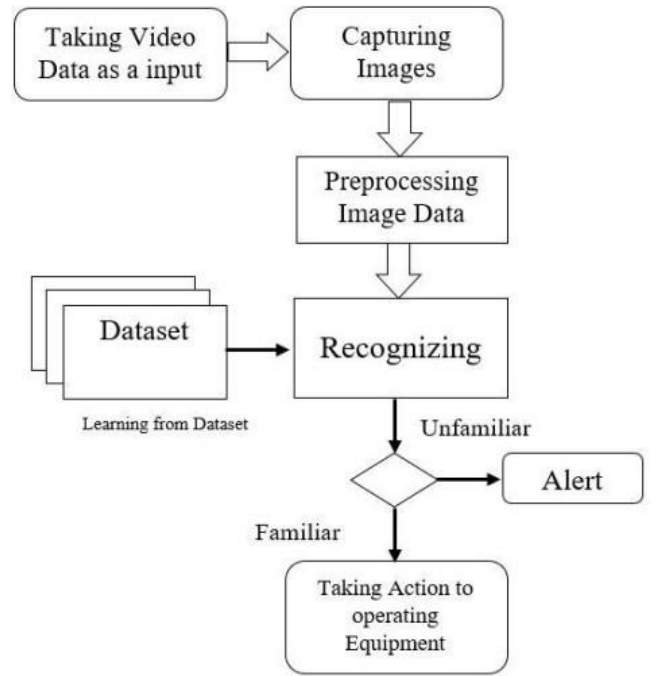 Taking Video
Data as a input
Capturing
Images
Preprocessing
Image Data
Dataset
Recognizing
Learning from Dataset
Unfamiliar
Alert
Familiar
Taking Action to
operating
Equipment